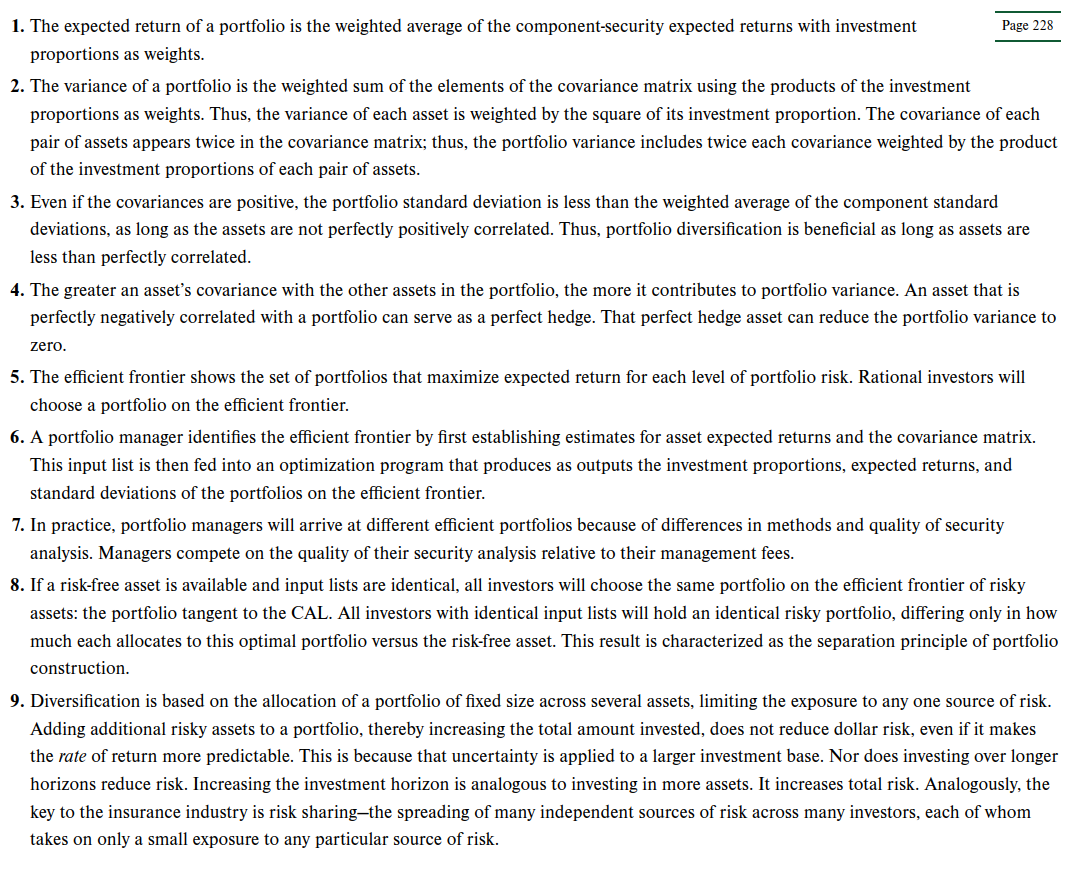 1. The expected return of a portfolio is the weighted average of the component-security expected returns with investment
Page 228
proportions as weights.
2. The variance of a portfolio is the weighted sum of the elements of the covariance matrix using the products of the investment
proportions as weights. Thus, the variance of each asset is weighted by the square of its investment proportion. The covariance of each
pair of assets appears twice in the covariance matrix; thus, the portfolio variance includes twice each covariance weighted by the product
of the investment proportions of each pair of assets.
3. Even if the covariances are positive, the portfolio standard deviation is less than the weighted average of the component standard
deviations, as long as the assets are not perfectly positively correlated. Thus, portfolio diversification is beneficial as long as assets are
less than perfectly correlated.
4. The greater an asset’s covariance with the other assets in the portfolio, the more it contributes to portfolio variance. An asset that is
perfectly negatively correlated with a portfolio can serve as a perfect hedge. That perfect hedge asset can reduce the portfolio variance to
zero.
5. The efficient frontier shows the set of portfolios that maximize expected return for each level of portfolio risk. Rational investors will
choose a portfolio on the efficient frontier.
6. A portfolio manager identifies the efficient frontier by first establishing estimates for asset expected returns and the covariance matrix.
This input list is then fed into an optimization program that produces as outputs the investment proportions, expected returns, and
standard deviations of the portfolios on the efficient frontier.
7. In practice, portfolio managers will arrive at different efficient portfolios because of differences in methods and quality of security
analysis. Managers compete on the quality of their security analysis relative to their management fees.
8. If a risk-free asset is available and input lists are identical, all investors will choose the same portfolio on the efficient frontier of risky
assets: the portfolio tangent to the CAL. All investors with identical input lists will hold an identical risky portfolio, differing only in how
much each allocates to this optimal portfolio versus the risk-free asset. This result is characterized as the separation principle of portfolio
construction.
9. Diversification is based on the allocation of a portfolio of fixed size across several assets, limiting the exposure to any one source of risk.
Adding additional risky assets to a portfolio, thereby increasing the total amount invested, does not reduce dollar risk, even if it makes
the rate of return more predictable. This is because that uncertainty is applied to a larger investment base. Nor does investing over longer
horizons reduce risk. Increasing the investment horizon is analogous to investing in more assets. It increases total risk. Analogously, the
key to the insurance industry is risk sharing—the spreading of many independent sources of risk across many investors, each of whom
takes on only a small exposure to any particular source of risk.